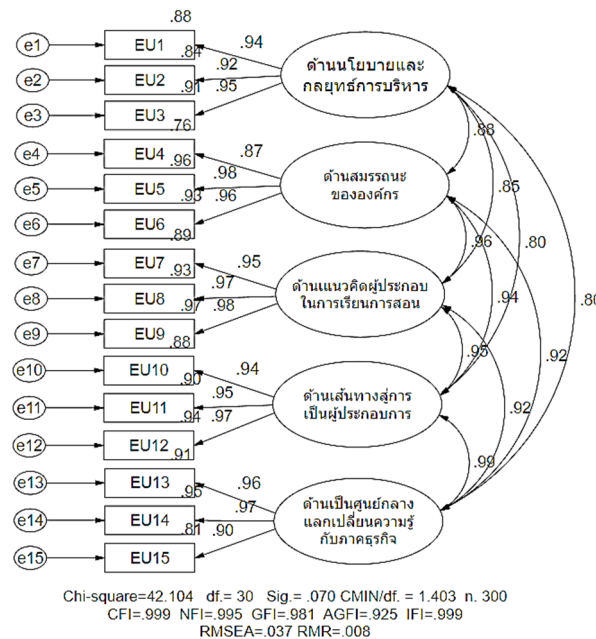 .88
e1 EU1 .94
.84
e2 EU2 .92
.91 .95
e3 EU3
.76
ด้านนโยบายและ
กลยุทธ์การบริหาร
.88
e4 EU4 .87
.96
e5 EU5 .98
.93 .96
e6 EU6
.89
ด้านสมรรถนะ
ขององค์กร
.85
.96
.80
e7 EU7 .95
.93
e8 EU8 .97
.97 .98
e9 EU9
.88
ด้านแนวคิดผู้ประกอบ
ในการเรียนการสอน
.94
.95
.92
e10 EU10 .94
.90
e11 EU11 .95
.94 .97
e12 EU12
.91
ด้านเส้นทางสู่การ
เป็นผู้ประกอบการ
.92
.99
e13 EU13 .96
.95
e14 EU14 .97
.81 .90
e15 EU15
ด้านเป็นศูนย์กลาง
แลกเปลี่ยนความรู้
กับภาคธุรกิจ
Chi-square=42.104 df.= 30 Sig.= .070 CMIN/df. = 1.403 n. 300
CFI=.999 NFI=.995 GFI=.981 AGFI=.925 IFI=.999
RMSEA=.037 RMR=.008